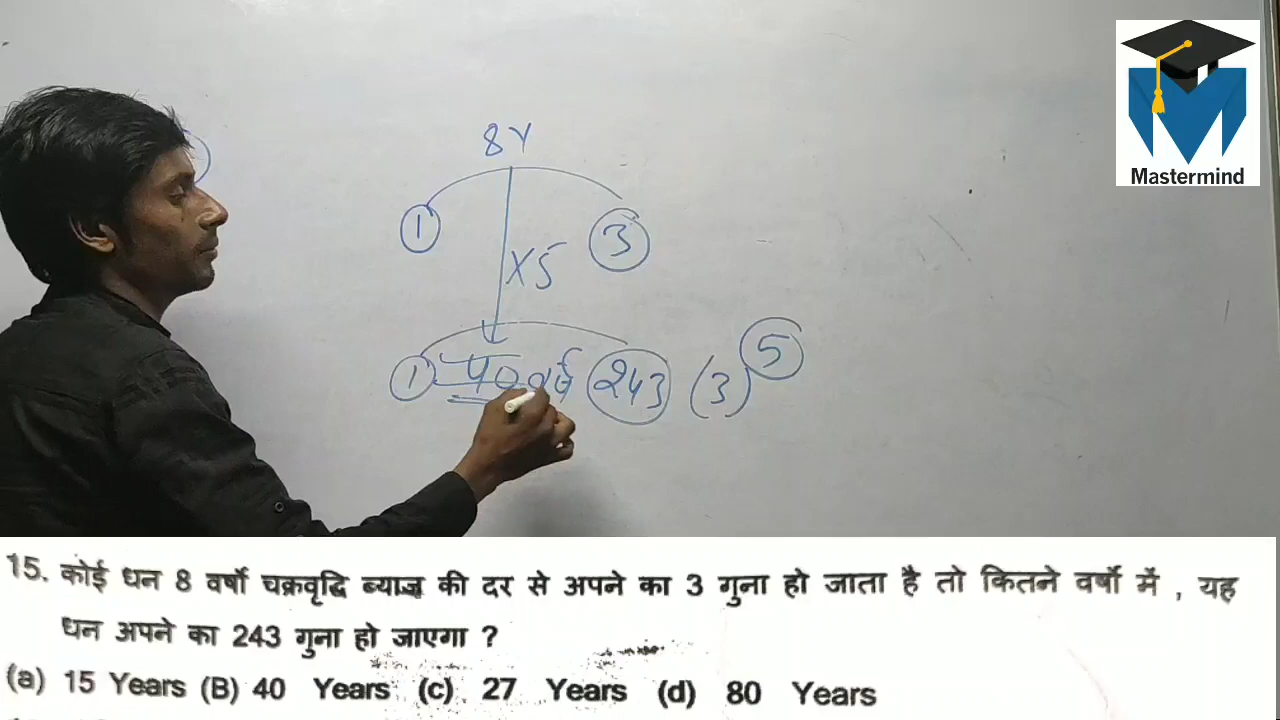 Mastermind
8Y
1 3
X5
1 40 वर्ष 243 (3)5
15. कोई धन 8 वर्षो चक्रवृद्धि ब्याज की दर से अपने का 3 गुना हो जाता है तो कितने वर्षो में , यह
धन अपने का 243 गुना हो जाएगा ?
(a) 15 Years (B) 40 Years (c) 27 Years (d) 80 Years